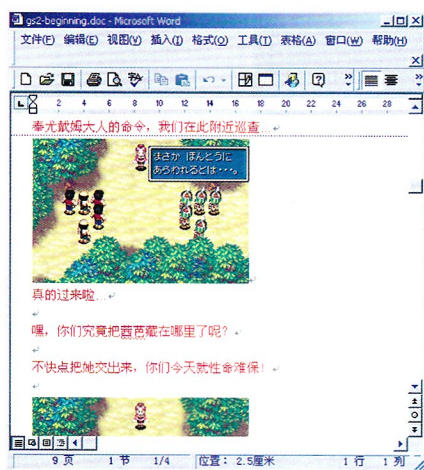 gs2-beginning.doc - Microsoft Word
文件(F) 编辑(E) 视图(V) 插入(I) 格式(O) 工具(T) 表格(A) 窗口(W) 帮助(H)
2 4 6 8 10 12 14 16 18 20 22 24 26 28
奉尤蒇姆大人的命令，我们在此附近巡查…
まさか ほんとうに
あらわれるとは・・・。
真的过来啦…
嘿，你们究竟把茜芭藏在哪里了呢？
不快点把她交出来，你们今天就性命难保！
9 页 1 节 1/4 位置: 2.5厘米 1 行 1 列